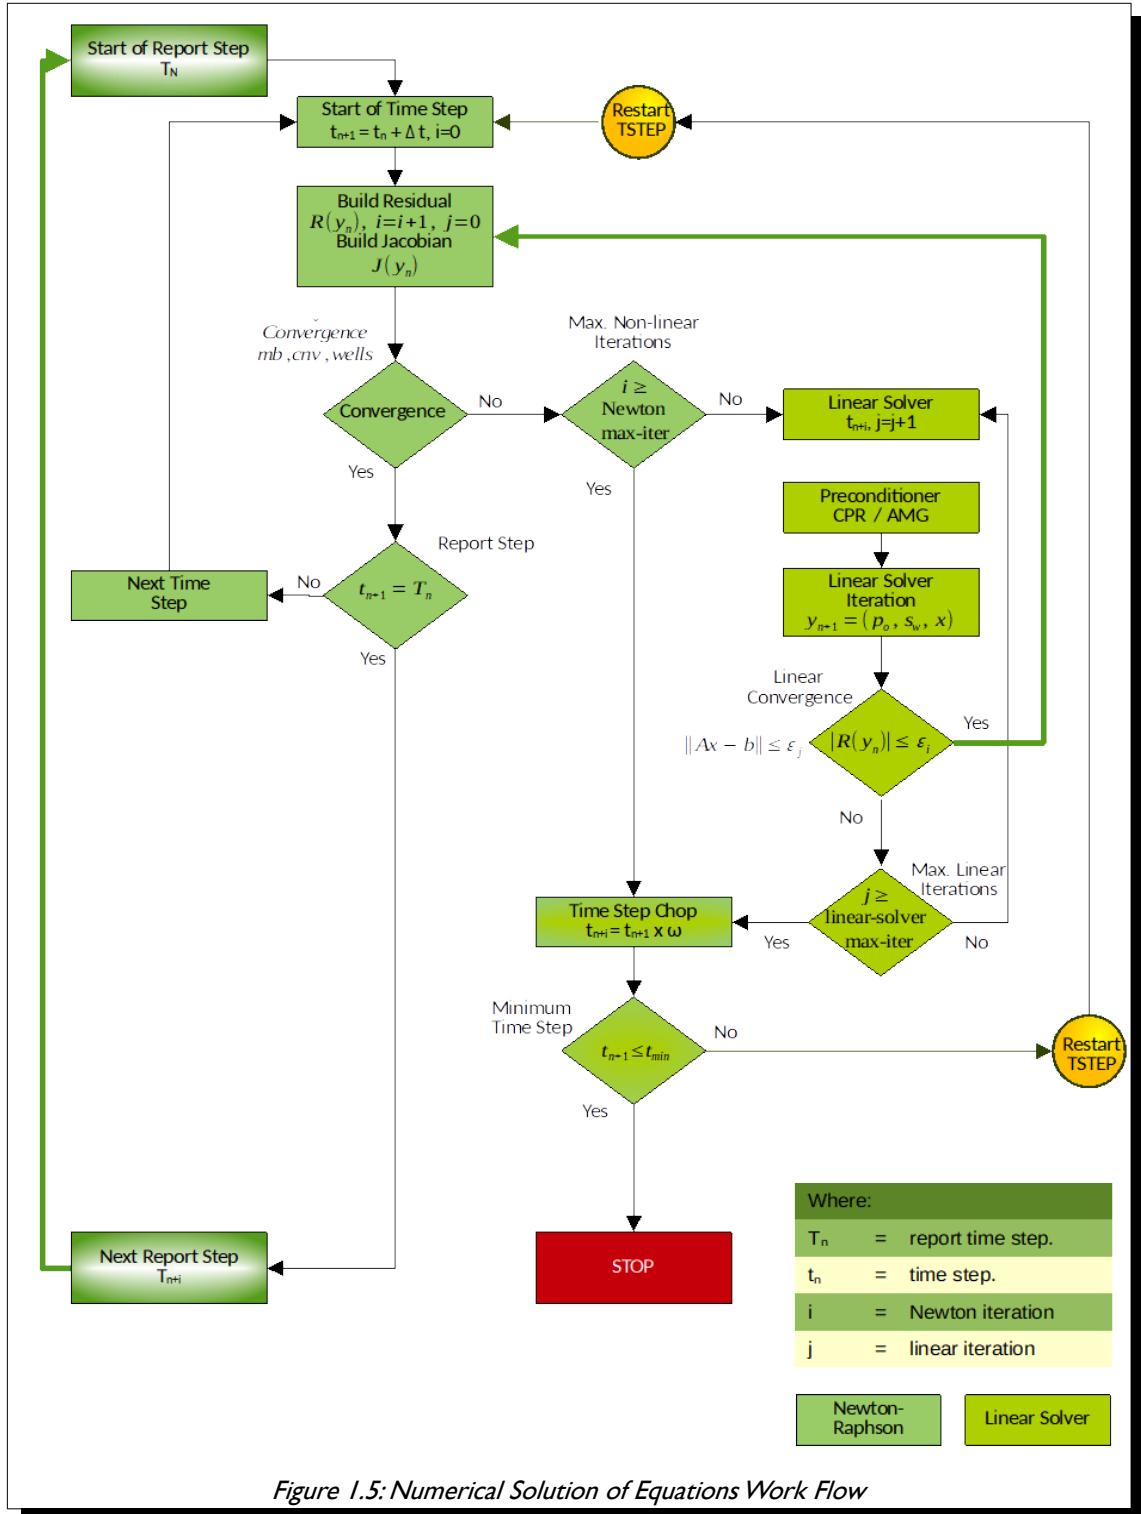 Start of Report Step
T_N
Start of Time Step
t_{n+1} = t_n + Δ t, i=0
Restart
TSTEP
Build Residual
R(y_n), i=i+1, j=0
Build Jacobian
J(y_n)
Convergence
mb, cnv, wells
Max. Non-linear
Iterations
Convergence
No
i ≥
Newton
max-iter
No
Linear Solver
t_{n+i}, j=j+1
Yes
Yes
Preconditioner
CPR / AMG
Report Step
Next Time
Step
No
t_{n+1} = T_n
Linear Solver
Iteration
y_{n+1} = (p_o, s_w, x)
Yes
Linear
Convergence
‖Ax − b‖ ≤ ε_j
|R(y_n)| ≤ ε_i
Yes
No
Max. Linear
Iterations
Time Step Chop
t_{n+i} = t_{n+1} x ω
Yes
j ≥
linear-solver
max-iter
No
Minimum
Time Step
t_{n+1} ≤ t_{min}
No
Restart
TSTEP
Yes
Next Report Step
T_{n+i}
STOP
Where:
T_n = report time step.
t_n = time step.
i = Newton iteration
j = linear iteration
Newton-
Raphson
Linear Solver
Figure 1.5: Numerical Solution of Equations Work Flow